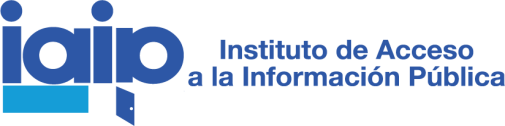 iaip
Instituto de Acceso
a la Información Pública